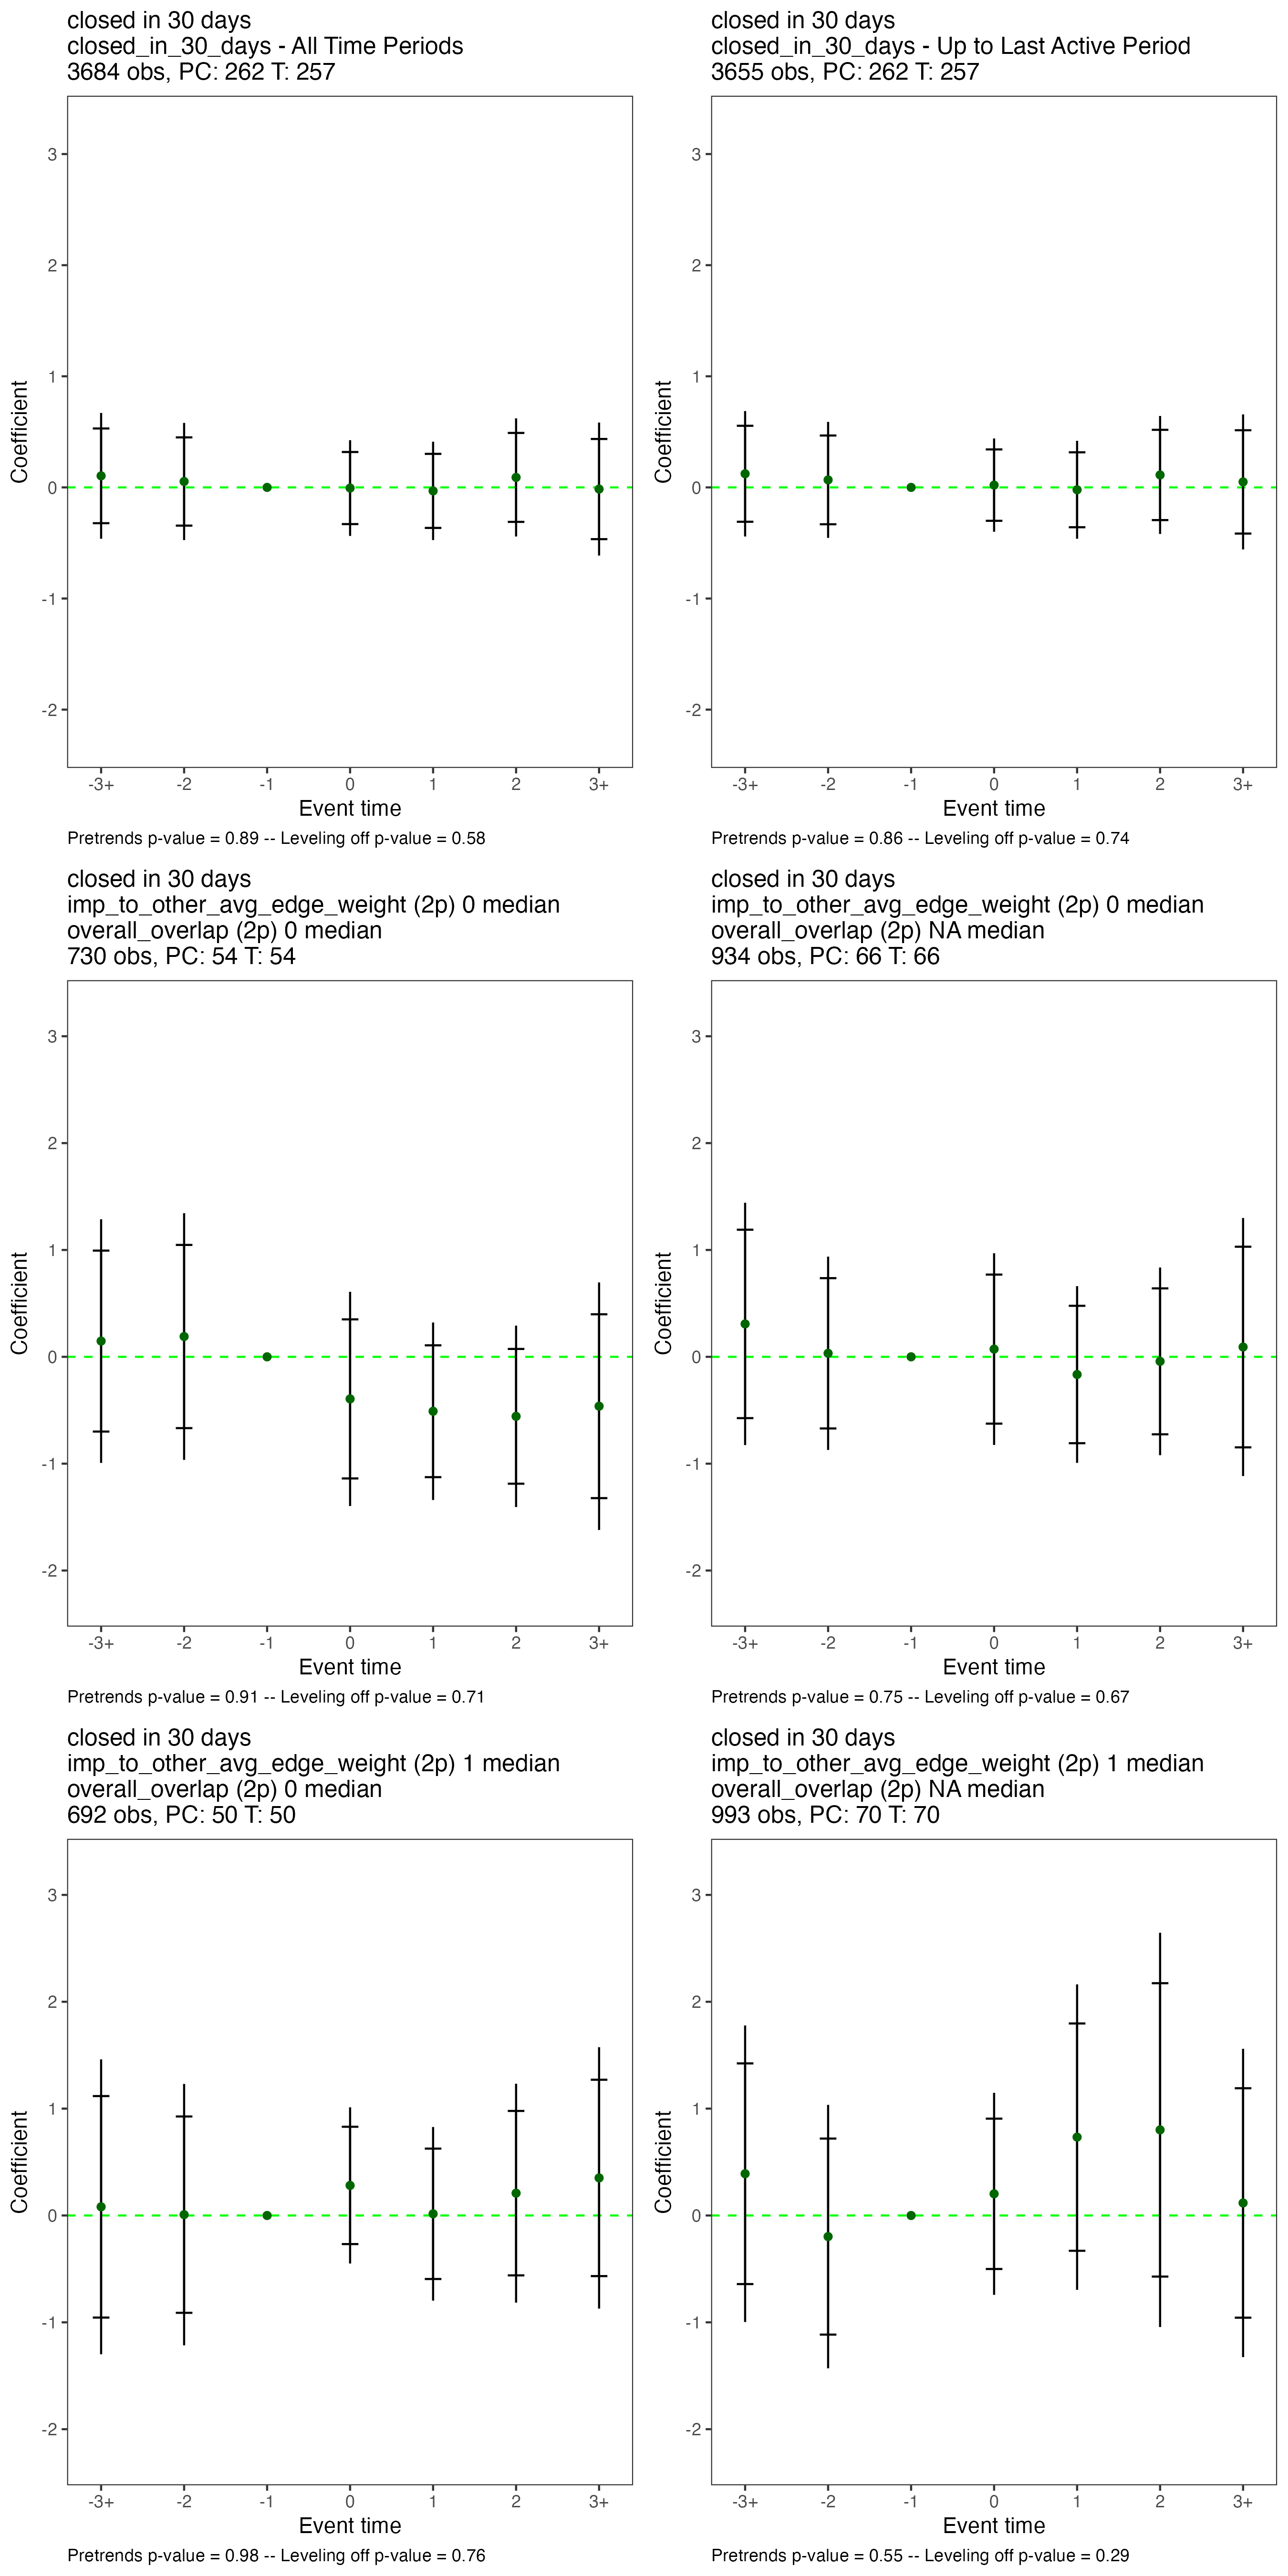 closed in 30 days
closed_in_30_days - All Time Periods
3684 obs, PC: 262 T: 257
Coefficient
3
2
1
0
-1
-2
-3+ -2 -1 0 1 2 3+
Event time
Pretrends p-value = 0.89 -- Leveling off p-value = 0.58
closed in 30 days
closed_in_30_days - Up to Last Active Period
3655 obs, PC: 262 T: 257
Coefficient
3
2
1
0
-1
-2
-3+ -2 -1 0 1 2 3+
Event time
Pretrends p-value = 0.86 -- Leveling off p-value = 0.74
closed in 30 days
imp_to_other_avg_edge_weight (2p) 0 median
overall_overlap (2p) 0 median
730 obs, PC: 54 T: 54
Coefficient
3
2
1
0
-1
-2
-3+ -2 -1 0 1 2 3+
Event time
Pretrends p-value = 0.91 -- Leveling off p-value = 0.71
closed in 30 days
imp_to_other_avg_edge_weight (2p) 0 median
overall_overlap (2p) NA median
934 obs, PC: 66 T: 66
Coefficient
3
2
1
0
-1
-2
-3+ -2 -1 0 1 2 3+
Event time
Pretrends p-value = 0.75 -- Leveling off p-value = 0.67
closed in 30 days
imp_to_other_avg_edge_weight (2p) 1 median
overall_overlap (2p) 0 median
692 obs, PC: 50 T: 50
Coefficient
3
2
1
0
-1
-2
-3+ -2 -1 0 1 2 3+
Event time
Pretrends p-value = 0.98 -- Leveling off p-value = 0.76
closed in 30 days
imp_to_other_avg_edge_weight (2p) 1 median
overall_overlap (2p) NA median
993 obs, PC: 70 T: 70
Coefficient
3
2
1
0
-1
-2
-3+ -2 -1 0 1 2 3+
Event time
Pretrends p-value = 0.55 -- Leveling off p-value = 0.29